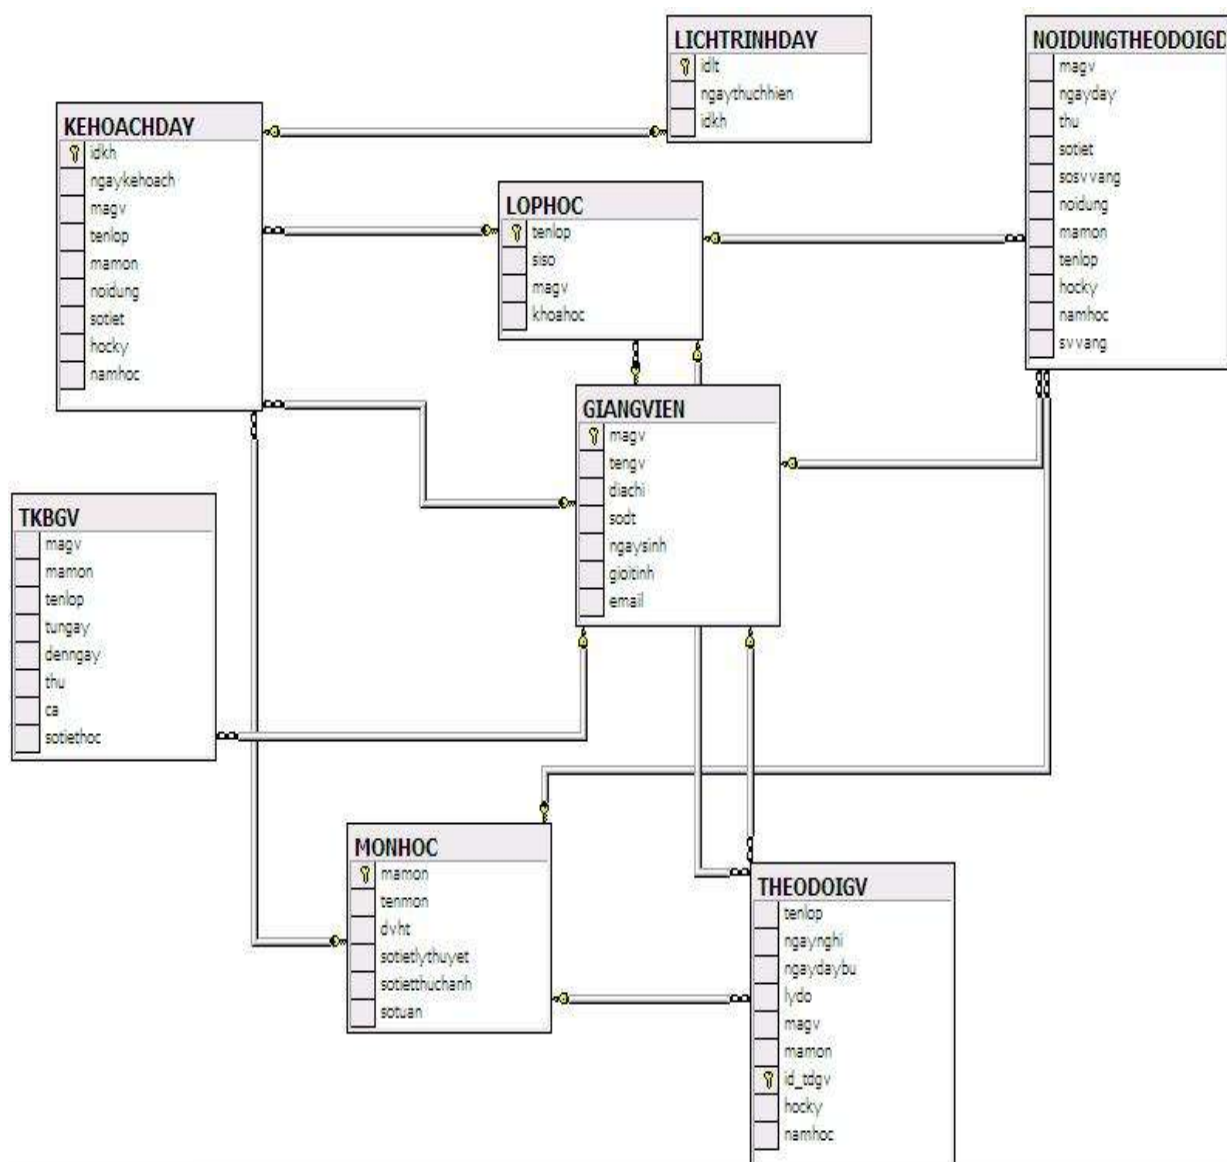 LICHTRINHDAY
idlt
ngaythuchhien
idkh
NOIDUNGTHEODOIGD
magv
ngayday
thu
sotiet
sosvvang
noidung
mamon
tenlop
hocky
namhoc
svvang
KEHOACHDAY
idkh
ngaykehoach
magv
tenlop
mamon
noidung
sotiet
hocky
namhoc
LOPHOC
tenlop
siso
magv
khoahoc
GIANGVIEN
magv
tengv
diachi
sodt
ngaysinh
gioitinh
email
TKBGV
magv
mamon
tenlop
tungay
denngay
thu
ca
sotiethoc
MONHOC
mamon
tenmon
dvht
sotietlythuyet
sotietthuchanh
sotuan
THEODOIGV
tenlop
ngaynghi
ngaydaybu
lydo
magv
mamon
id_tdgv
hocky
namhoc